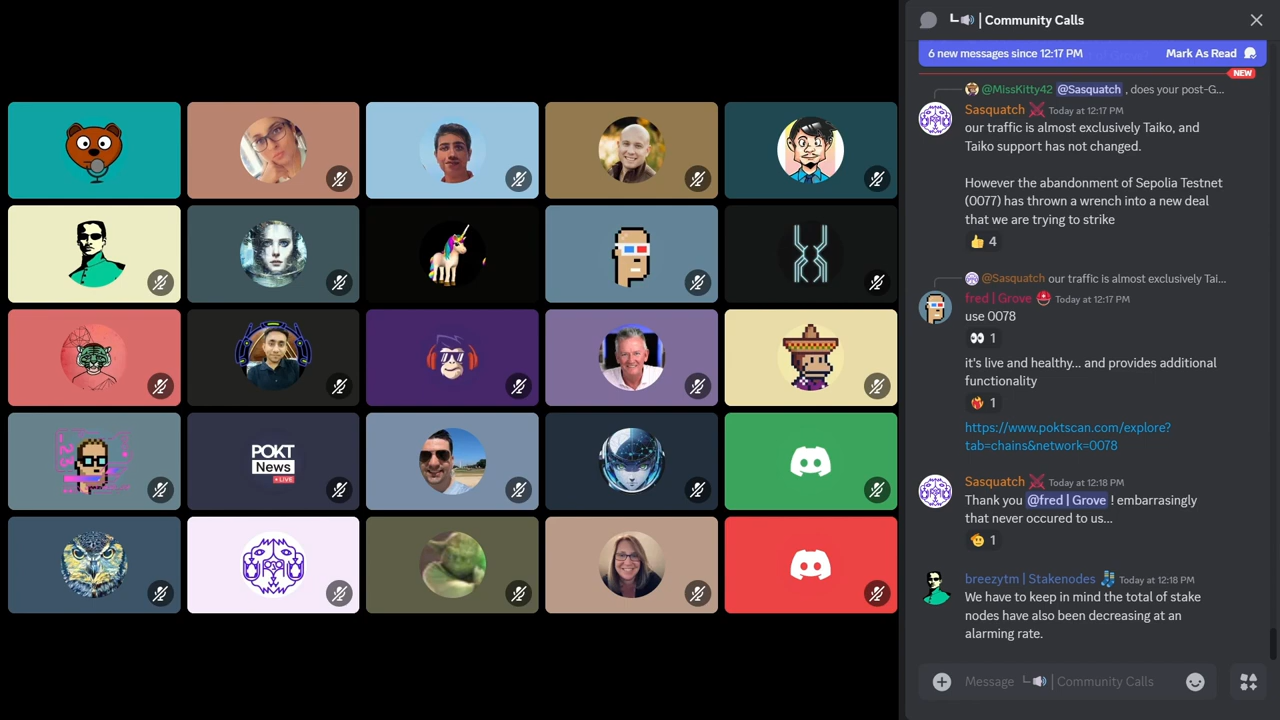 Community Calls
6 new messages since 12:17 PM
Mark As Read
NEW
@MissKitty42 @Sasquatch , does your post-G...
Sasquatch Today at 12:17 PM
our traffic is almost exclusively Taiko, and
Taiko support has not changed.
However the abandonment of Sepolia Testnet
(0077) has thrown a wrench into a new deal
that we are trying to strike
4
@Sasquatch our traffic is almost exclusively Tai...
fred | Grove Today at 12:17 PM
use 0078
1
it's live and healthy... and provides additional
functionality
1
https://www.poktscan.com/explore?
tab=chains&network=0078
Sasquatch Today at 12:18 PM
Thank you @fred | Grove ! embarrasingly
that never occured to us...
1
breezytm | Stakenodes Today at 12:18 PM
We have to keep in mind the total of stake
nodes have also been decreasing at an
alarming rate.
Message Community Calls
POKT
News
LIVE